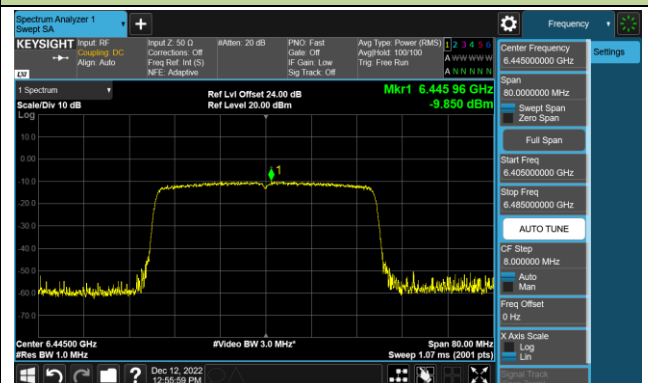 Spectrum Analyzer 1
Swept SA
Frequency
KEYSIGHT
Input: RF
Coupling: DC
Align: Auto
Input Z: 50 Ω
Corrections: Off
Freq Ref: Int (S)
NFE: Adaptive
#Atten: 20 dB
PNO: Fast
Gate: Off
IF Gain: Low
Sig Track: Off
Avg Type: Power (RMS)
Avg|Hold: 100/100
Trig: Free Run
1 2 3 4 5 6
A W W W W W
A N N N N N
LXI
Center Frequency
6.445000000 GHz
Settings
Span
80.0000000 MHz
Swept Span
Zero Span
Full Span
Start Freq
6.405000000 GHz
Stop Freq
6.485000000 GHz
AUTO TUNE
CF Step
8.000000 MHz
Auto
Man
Freq Offset
0 Hz
X Axis Scale
Log
Lin
Signal Track
1 Spectrum
Scale/Div 10 dB
Log
Ref Lvl Offset 24.00 dB
Ref Level 20.00 dBm
Mkr1 6.445 96 GHz
-9.850 dBm
10.0
0.00
-10.0
-20.0
-30.0
-40.0
-50.0
-60.0
-70.0
1
Center 6.44500 GHz
#Res BW 1.0 MHz
#Video BW 3.0 MHz*
Span 80.00 MHz
Sweep 1.07 ms (2001 pts)
?
Dec 12, 2022
12:55:59 PM